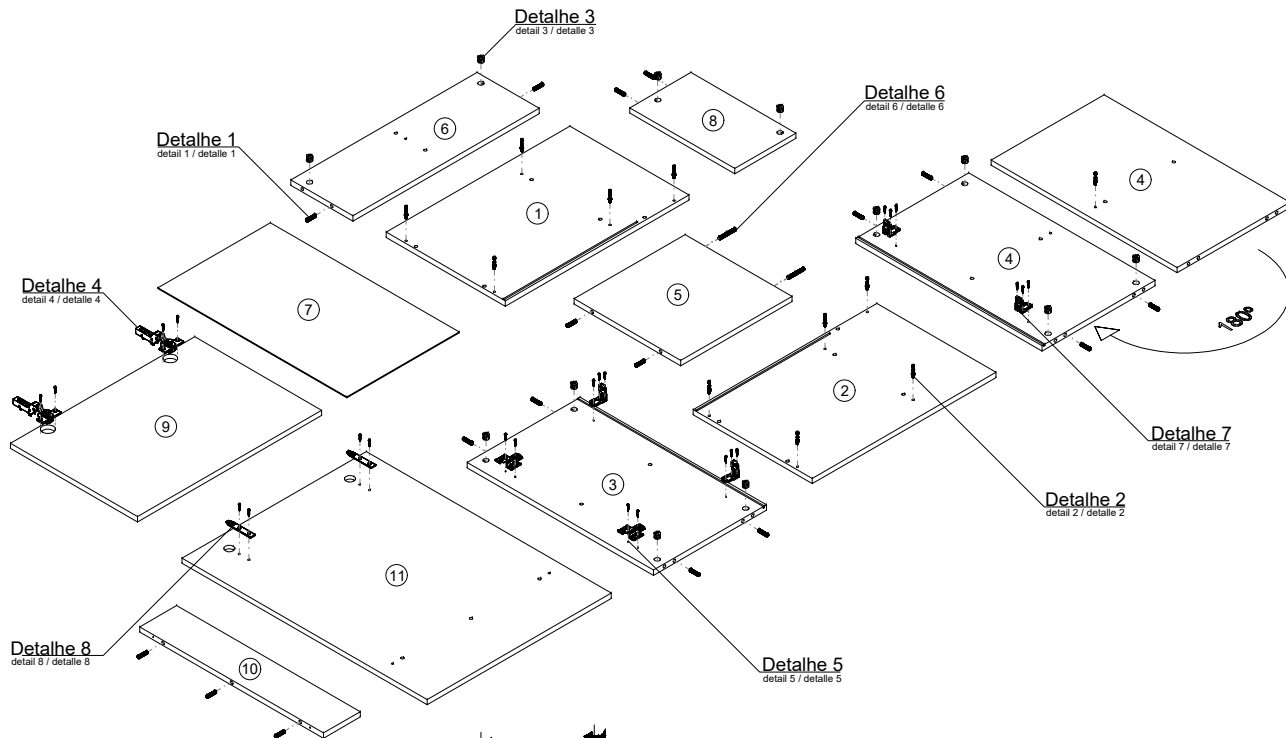 Detalhe 3
detail 3 / detalle 3
Detalhe 6
detail 6 / detalle 6
Detalhe 1
detail 1 / detalle 1
6
8
4
1
4
5
Detalhe 4
detail 4 / detalle 4
7
180°
2
9
Detalhe 7
detail 7 / detalle 7
3
Detalhe 2
detail 2 / detalle 2
11
Detalhe 8
detail 8 / detalle 8
10
Detalhe 5
detail 5 / detalle 5